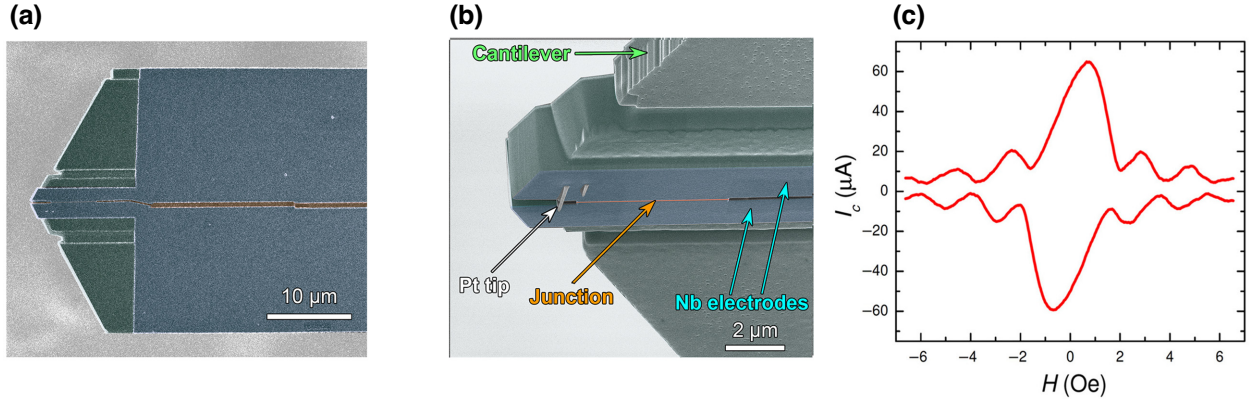 (a)
(b)
(c)
10 µm
Cantilever
Pt tip
Junction
Nb electrodes
2 µm
60
40
20
0
−20
−40
−60
−6
−4
−2
0
2
4
6
I_c (µA)
H (Oe)